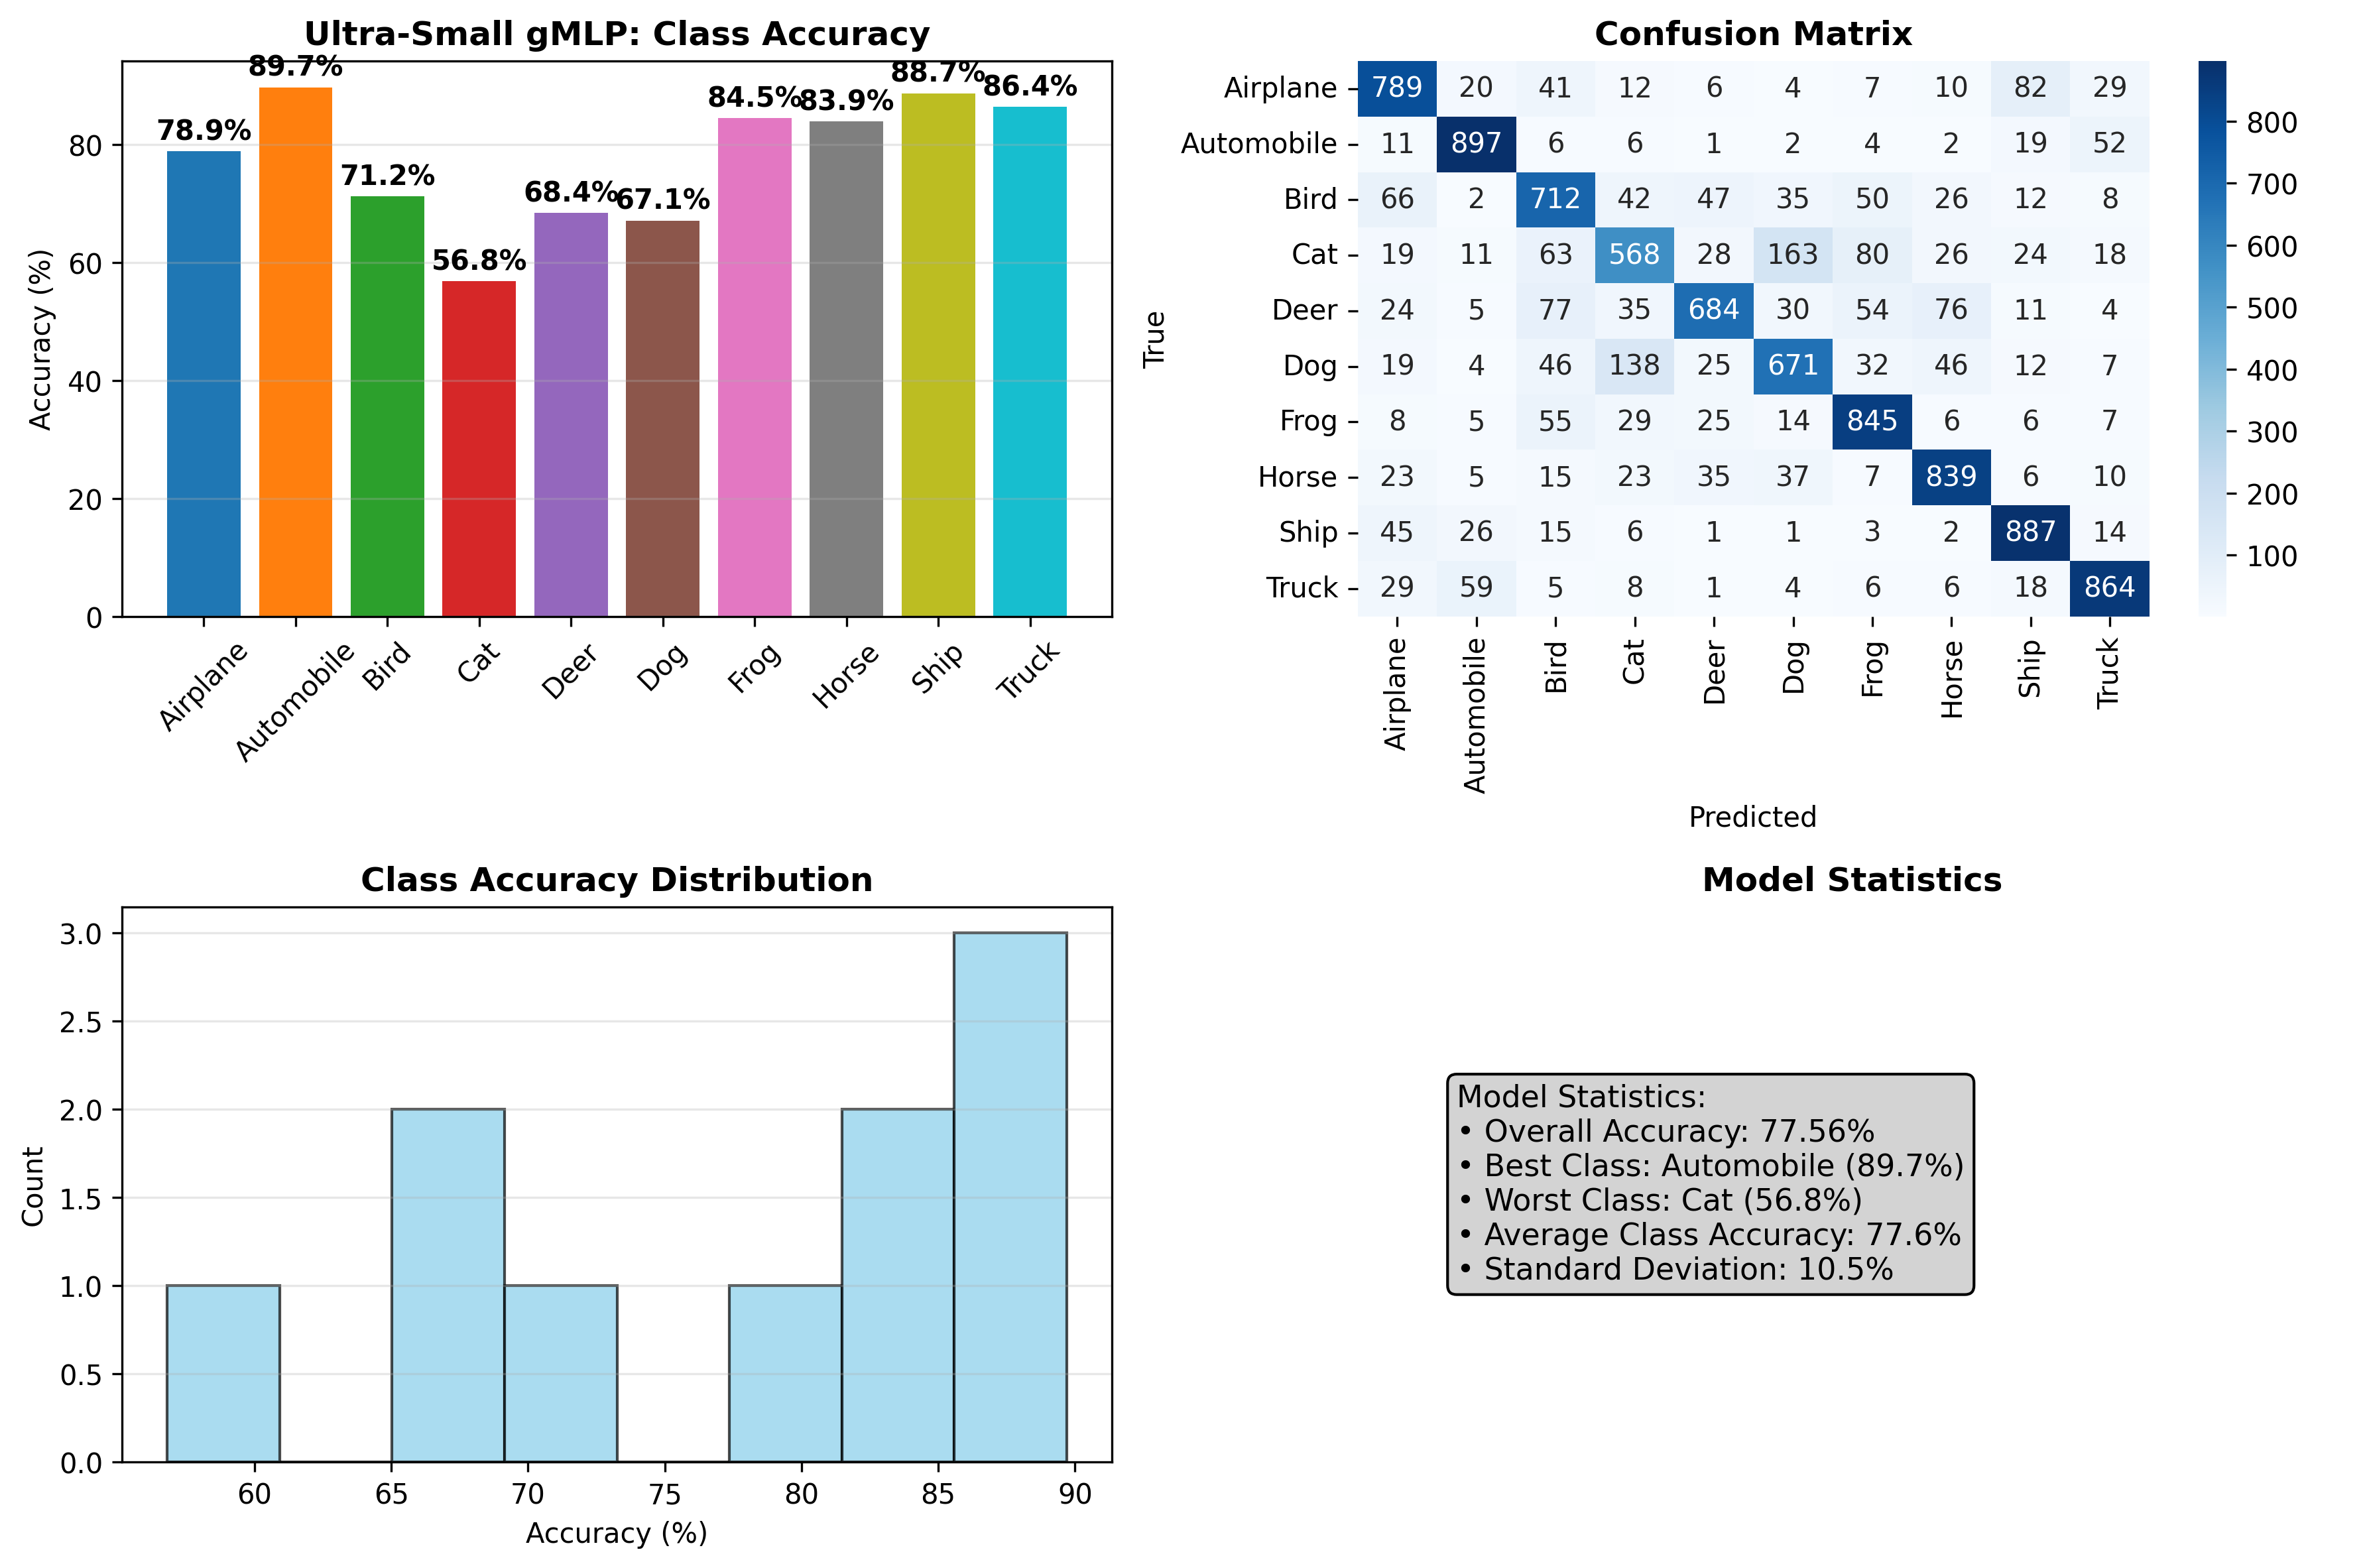 Ultra-Small gMLP: Class Accuracy
Accuracy (%)
80
60
40
20
0
78.9%
89.7%
71.2%
56.8%
68.4%
67.1%
84.5%
83.9%
88.7%
86.4%
Airplane
Automobile
Bird
Cat
Deer
Dog
Frog
Horse
Ship
Truck
Confusion Matrix
True
Airplane 789 20 41 12 6 4 7 10 82 29
Automobile 11 897 6 6 1 2 4 2 19 52
Bird 66 2 712 42 47 35 50 26 12 8
Cat 19 11 63 568 28 163 80 26 24 18
Deer 24 5 77 35 684 30 54 76 11 4
Dog 19 4 46 138 25 671 32 46 12 7
Frog 8 5 55 29 25 14 845 6 6 7
Horse 23 5 15 23 35 37 7 839 6 10
Ship 45 26 15 6 1 1 3 2 887 14
Truck 29 59 5 8 1 4 6 6 18 864
Airplane Automobile Bird Cat Deer Dog Frog Horse Ship Truck
Predicted
800
700
600
500
400
300
200
100
Class Accuracy Distribution
Count
3.0
2.5
2.0
1.5
1.0
0.5
0.0
60 65 70 75 80 85 90
Accuracy (%)
Model Statistics
Model Statistics:
• Overall Accuracy: 77.56%
• Best Class: Automobile (89.7%)
• Worst Class: Cat (56.8%)
• Average Class Accuracy: 77.6%
• Standard Deviation: 10.5%